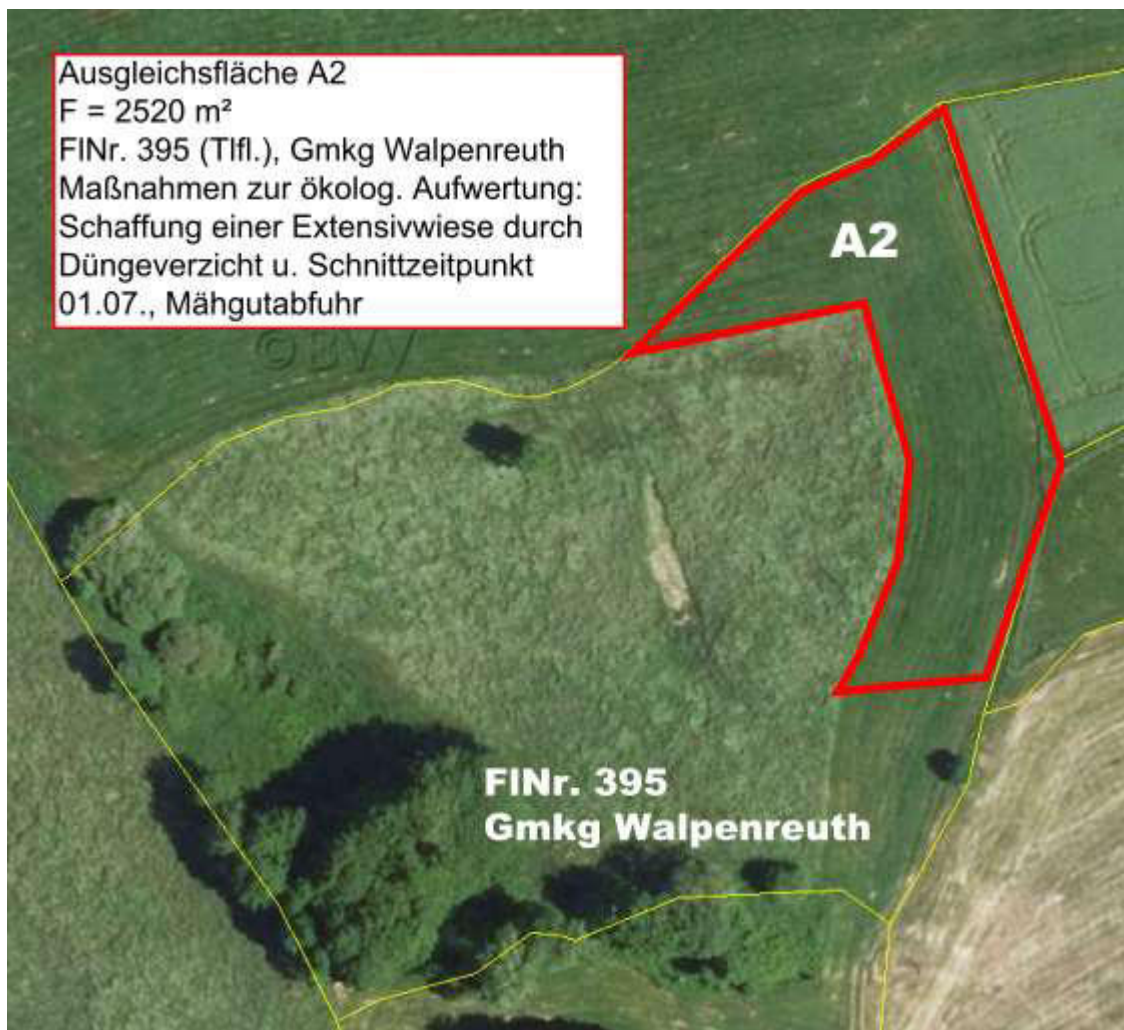 Ausgleichsfläche A2
F = 2520 m²
FlNr. 395 (Tlfl.), Gmkg Walpenreuth
Maßnahmen zur ökolog. Aufwertung:
Schaffung einer Extensivwiese durch
Düngeverzicht u. Schnittzeitpunkt
01.07., Mähgutabfuhr
A2
FlNr. 395
Gmkg Walpenreuth